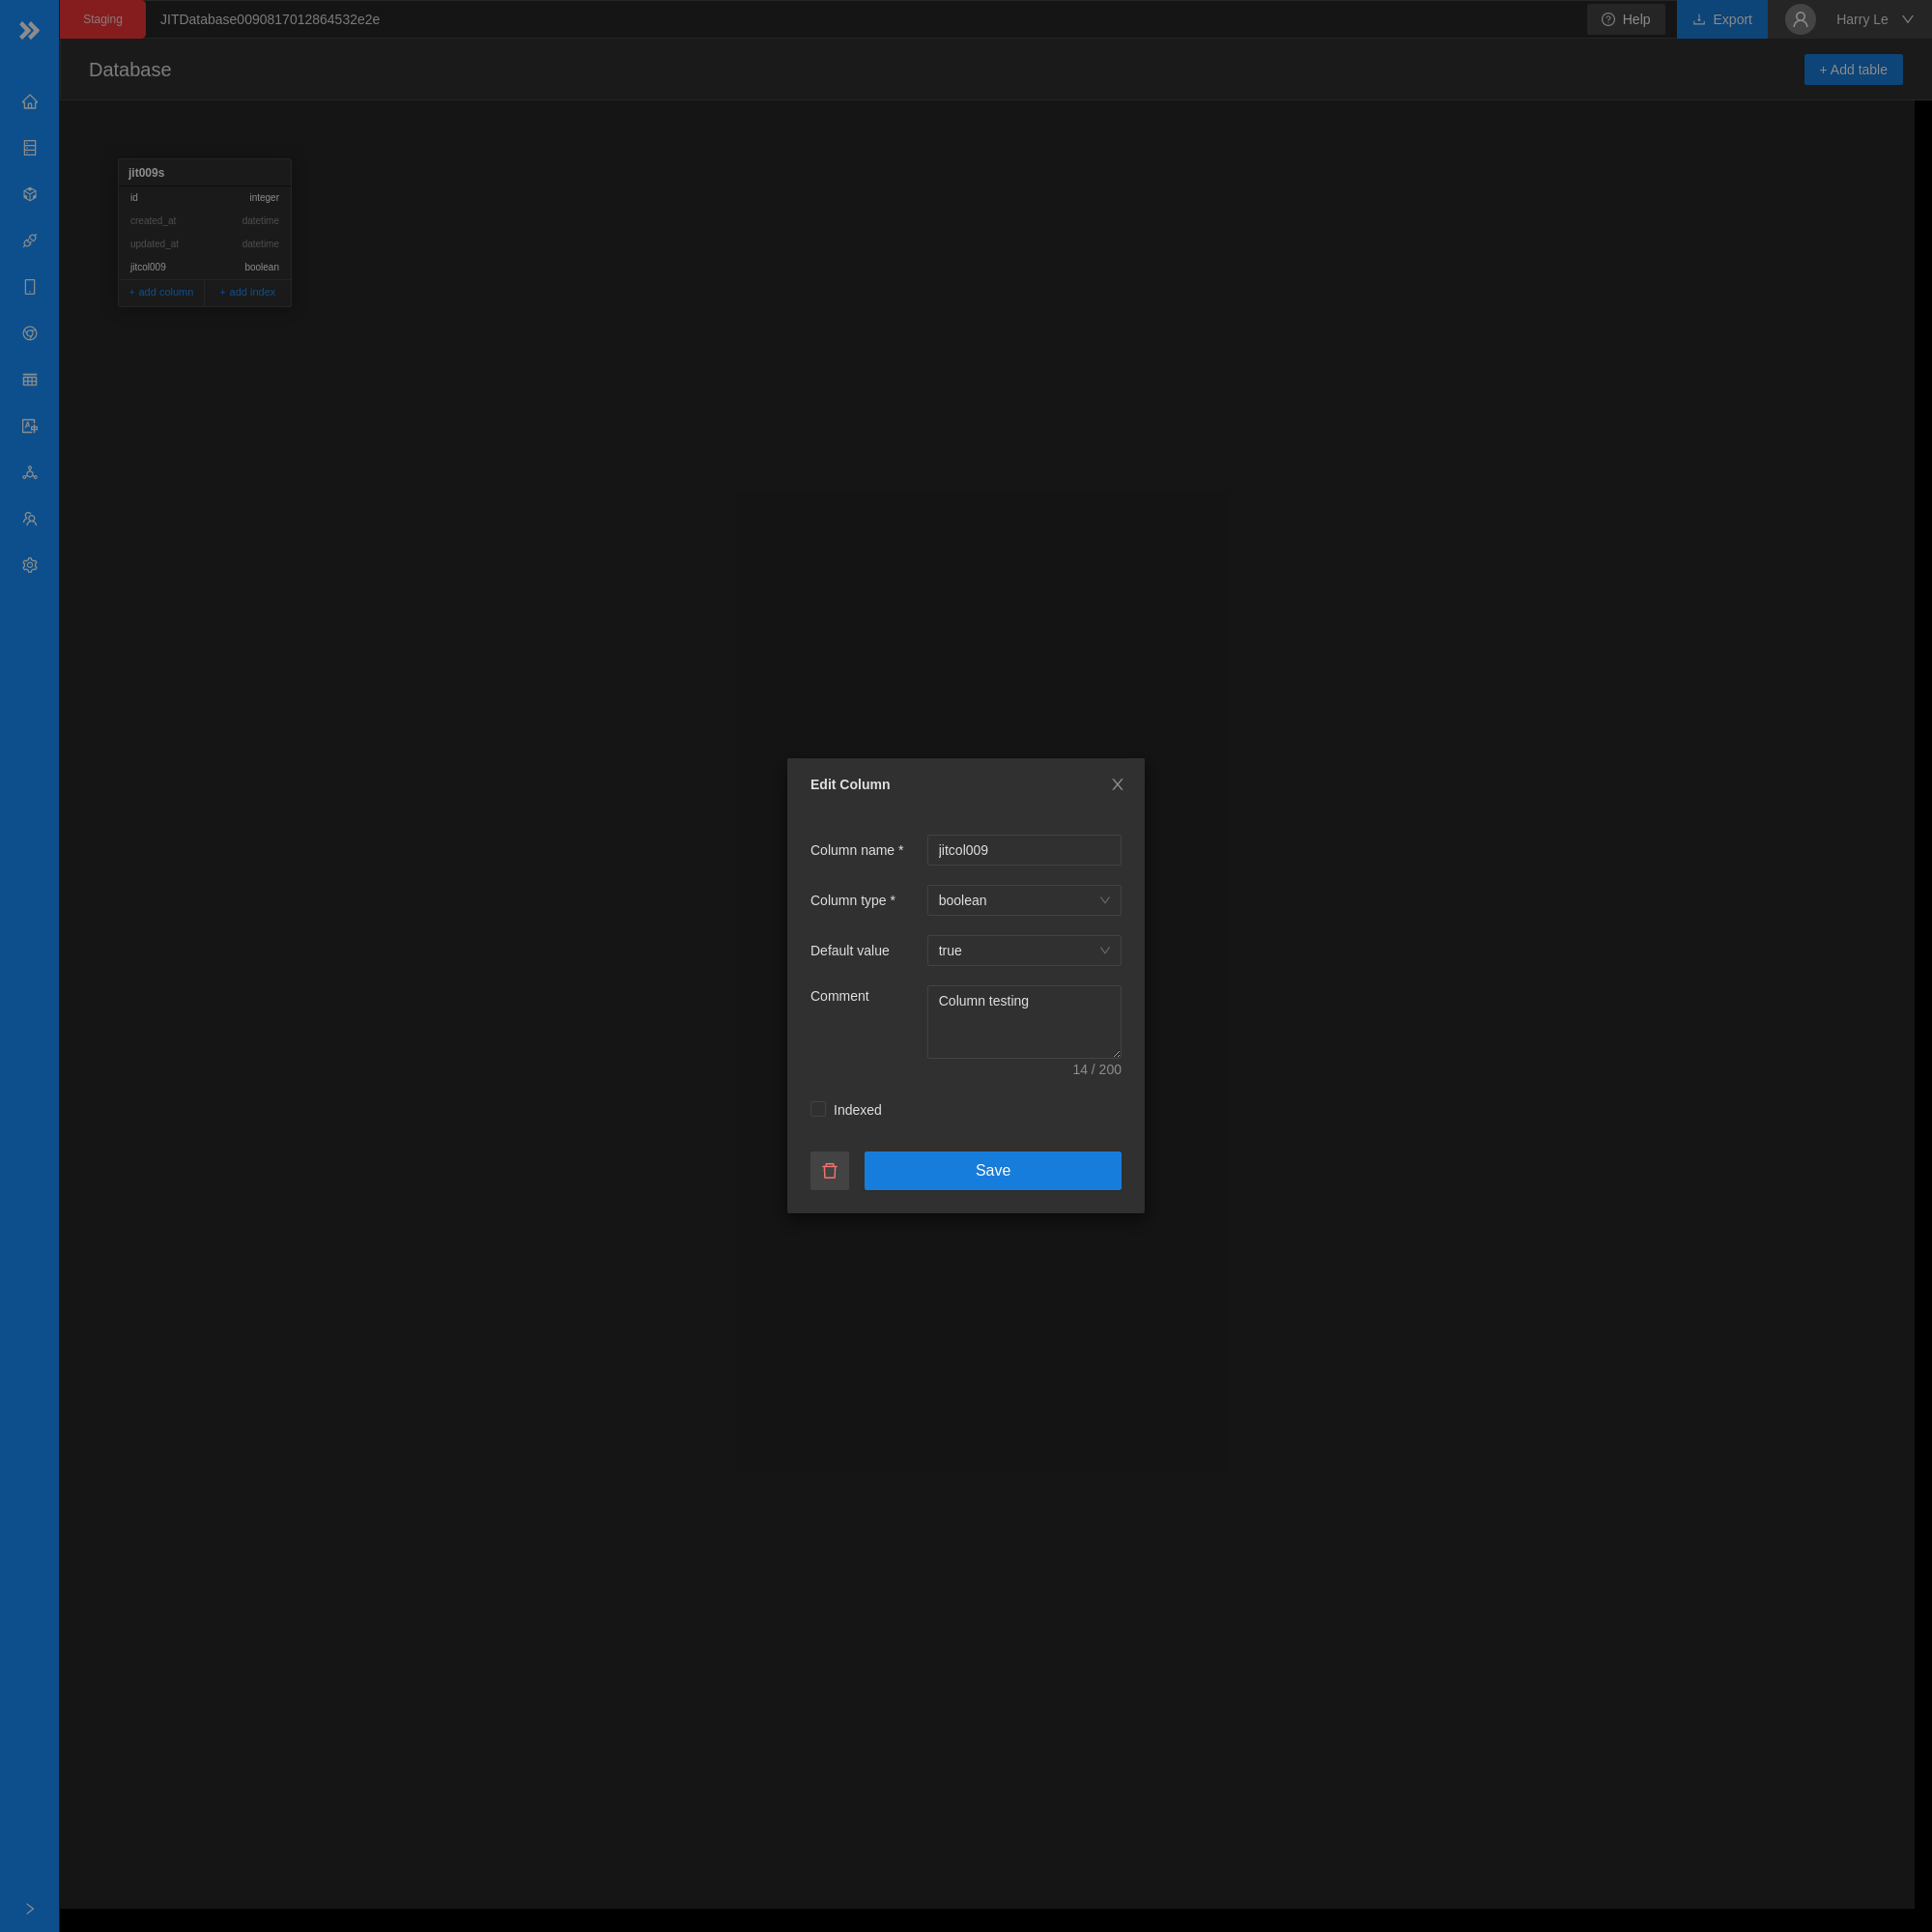 Staging JITDatabase0090817012864532e2e Help Export Harry Le
Database + Add table
jit009s
id integer
created_at datetime
updated_at datetime
jitcol009 boolean
+ add column + add index
Edit Column
Column name * jitcol009
Column type * boolean
Default value true
Comment Column testing
14 / 200
Indexed
Save